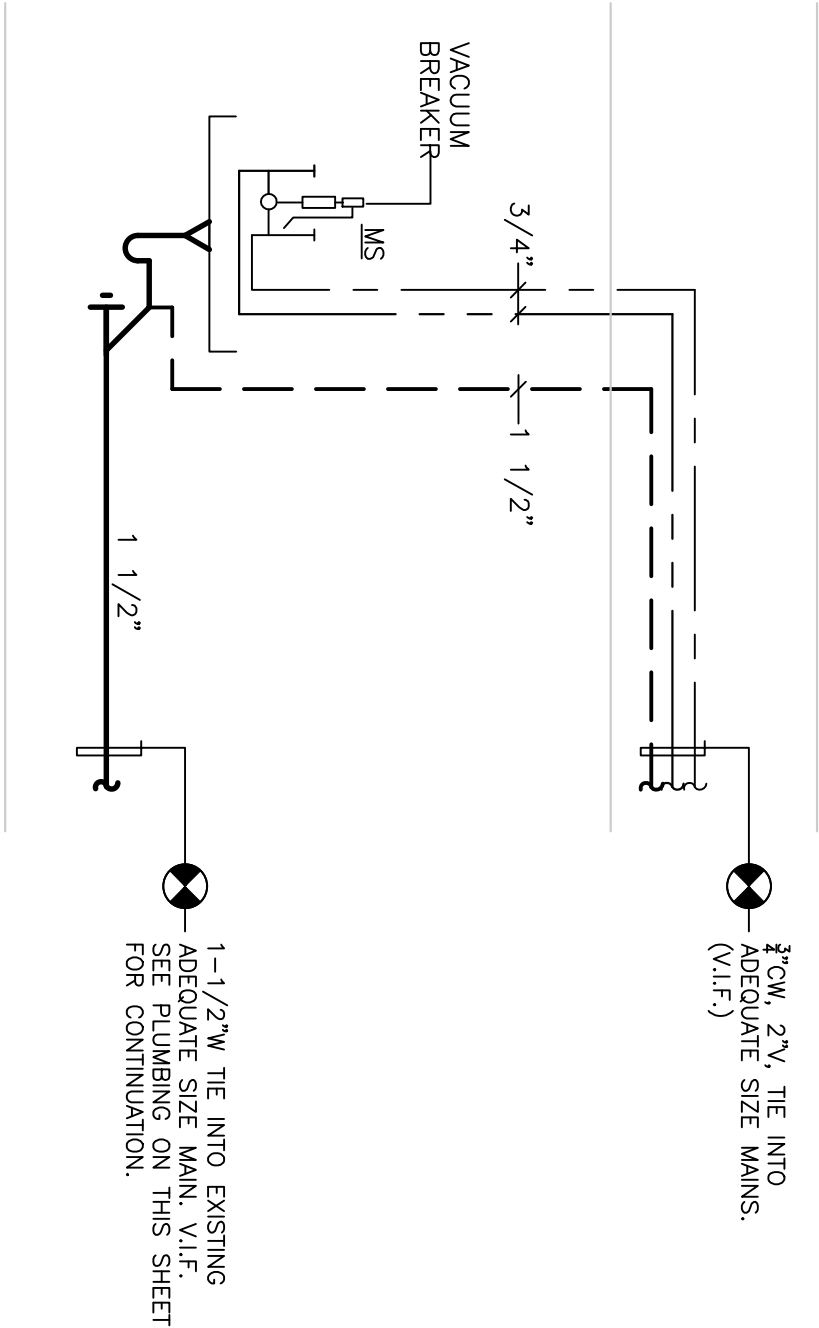 VACUUM
BREAKER
MS
3/4"
1 1/2"
1 1/2"
3/4"CW, 2"V, TIE INTO
ADEQUATE SIZE MAINS.
(V.I.F.)
1-1/2"W TIE INTO EXISTING
ADEQUATE SIZE MAIN. V.I.F.
SEE PLUMBING ON THIS SHEET
FOR CONTINUATION.